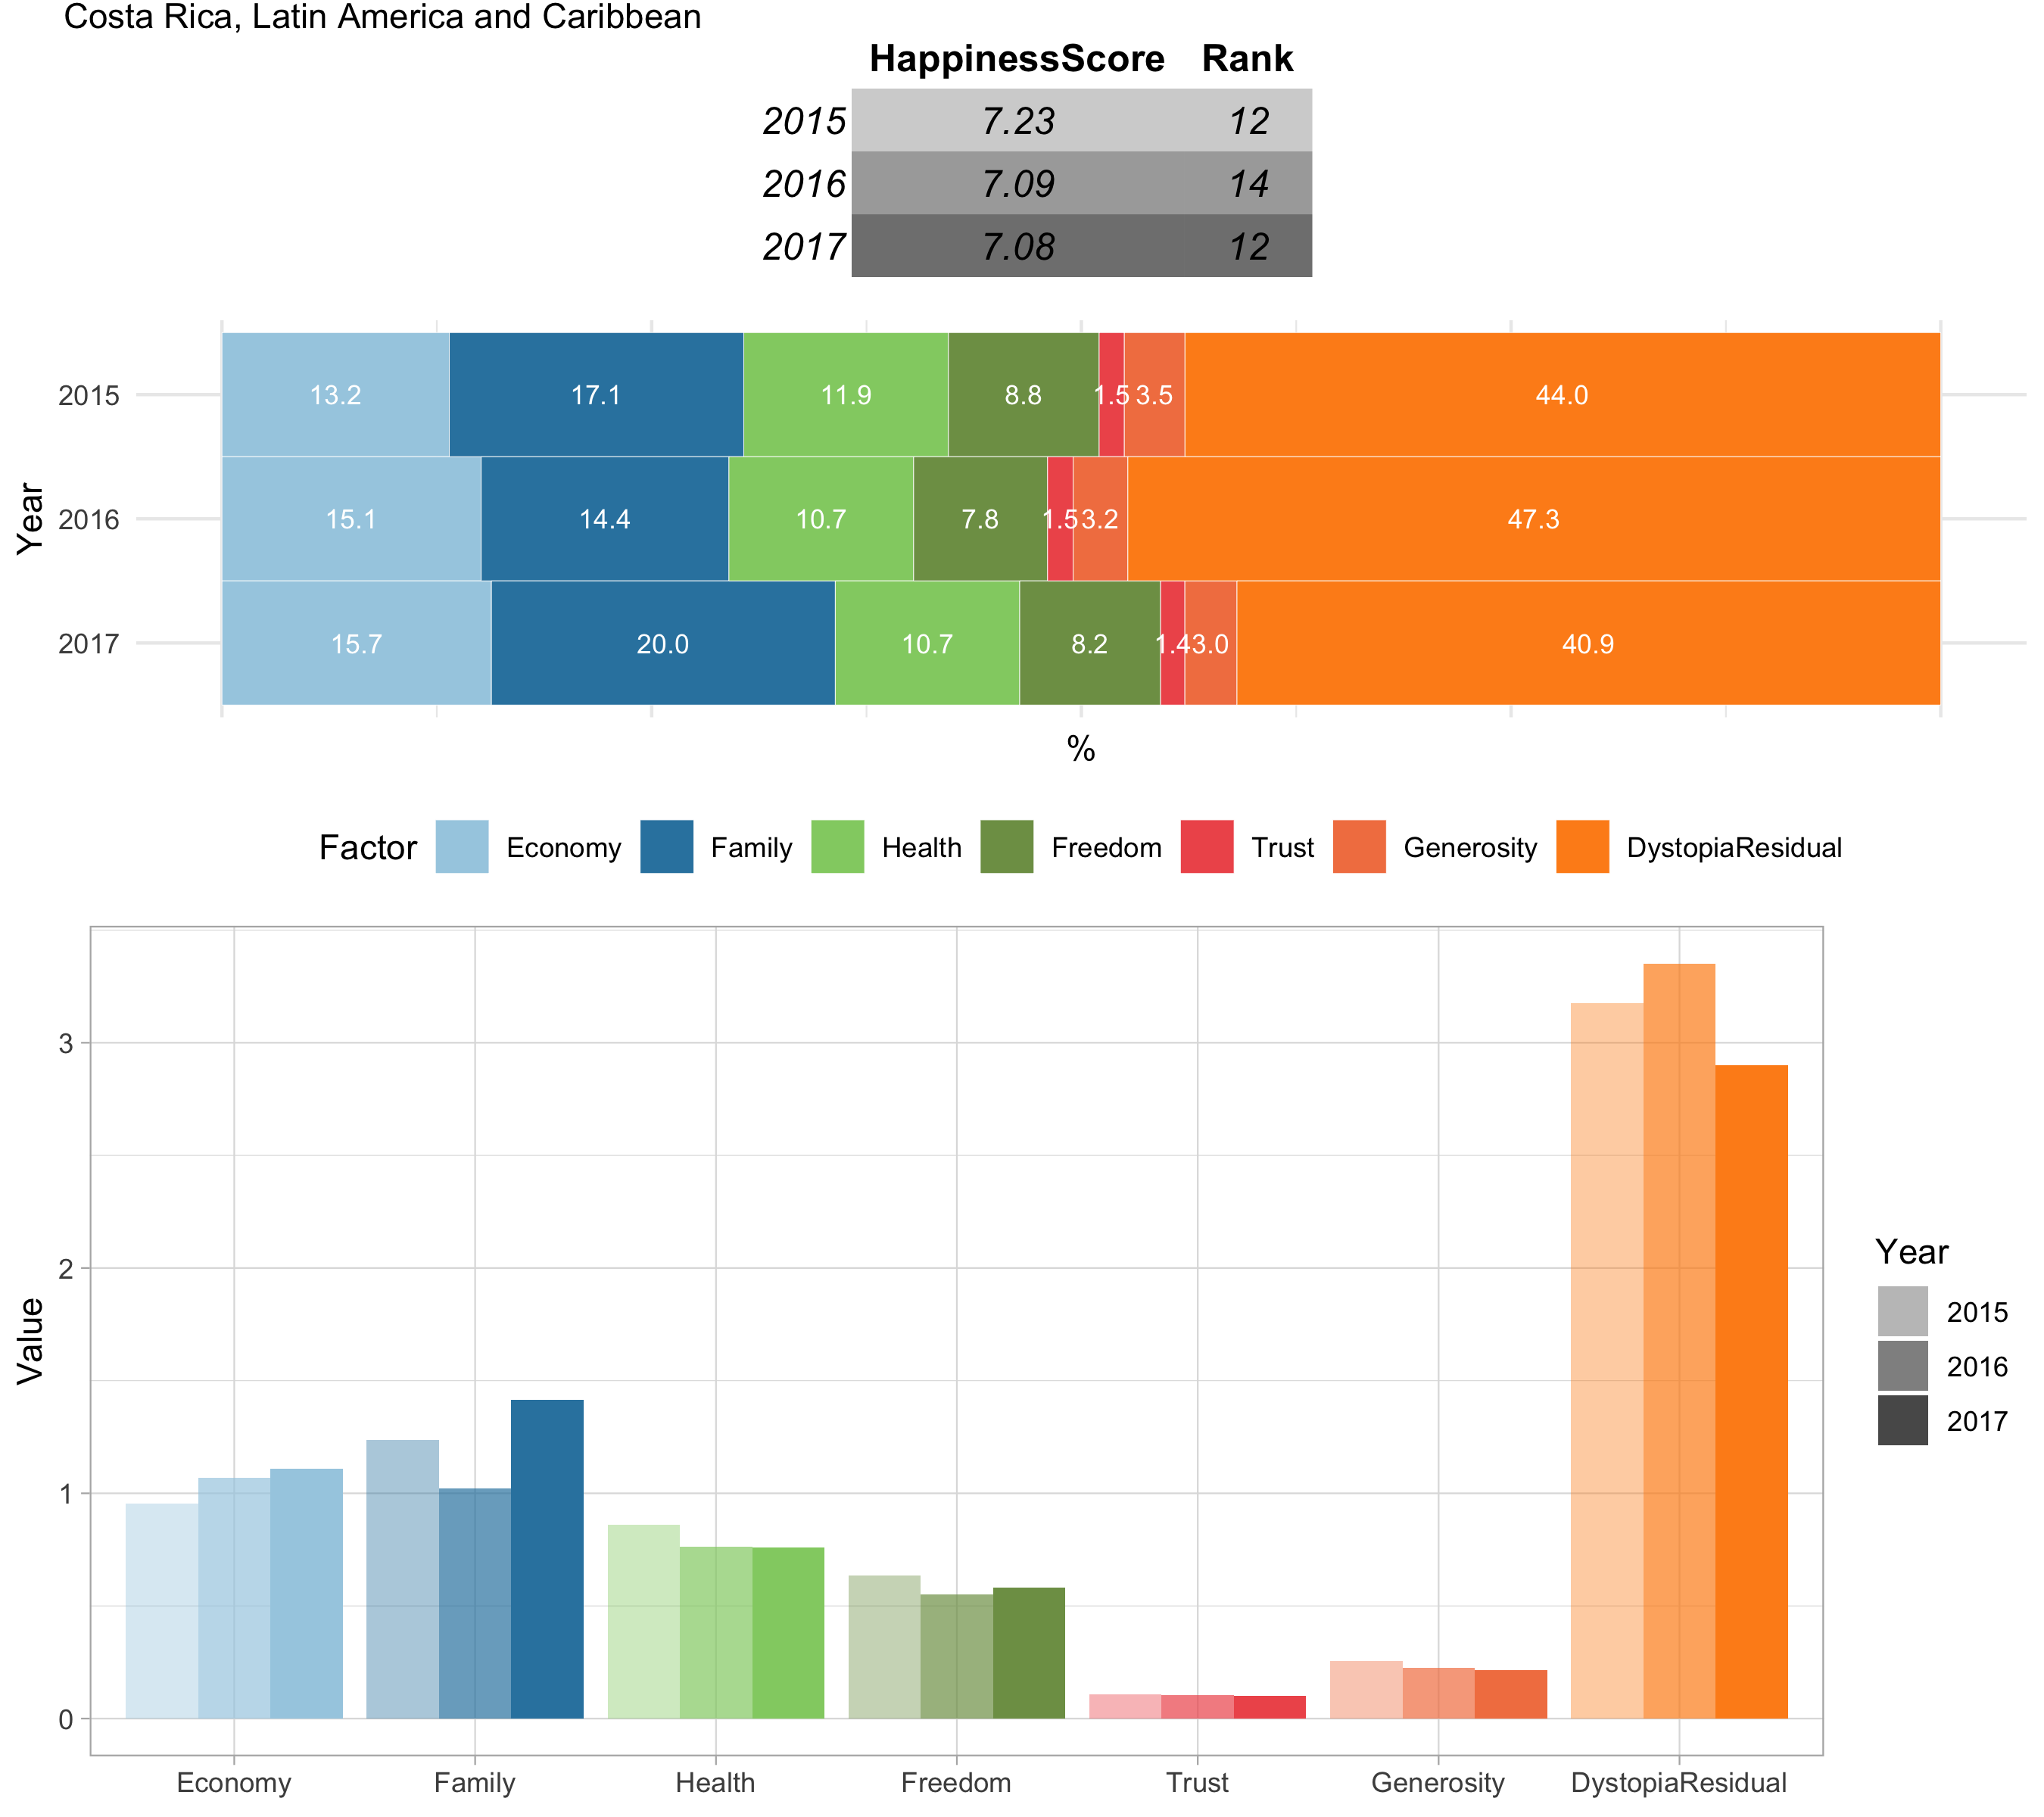 Costa Rica, Latin America and Caribbean
HappinessScore Rank
2015 7.23 12
2016 7.09 14
2017 7.08 12
Year
2015 13.2 17.1 11.9 8.8 1.5 3.5 44.0
2016 15.1 14.4 10.7 7.8 1.5 3.2 47.3
2017 15.7 20.0 10.7 8.2 1.4 3.0 40.9
%
Factor Economy Family Health Freedom Trust Generosity DystopiaResidual
Value
3
2
1
0
Economy Family Health Freedom Trust Generosity DystopiaResidual
Year
2015
2016
2017